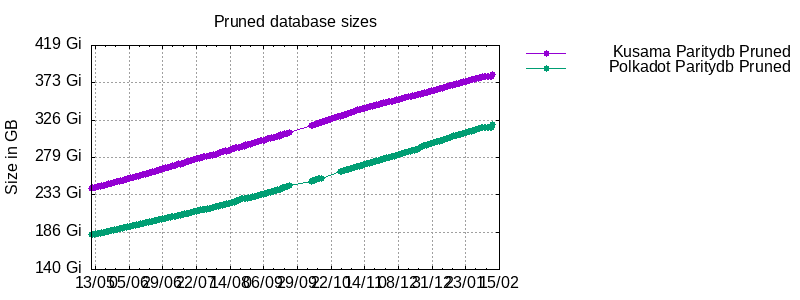 Pruned database sizes
Kusama Paritydb Pruned
Polkadot Paritydb Pruned
Size in GB
419 Gi
373 Gi
326 Gi
279 Gi
233 Gi
186 Gi
140 Gi
13/05 05/06 29/06 22/07 14/08 06/09 29/09 22/10 14/11 08/12 31/12 23/01 15/02